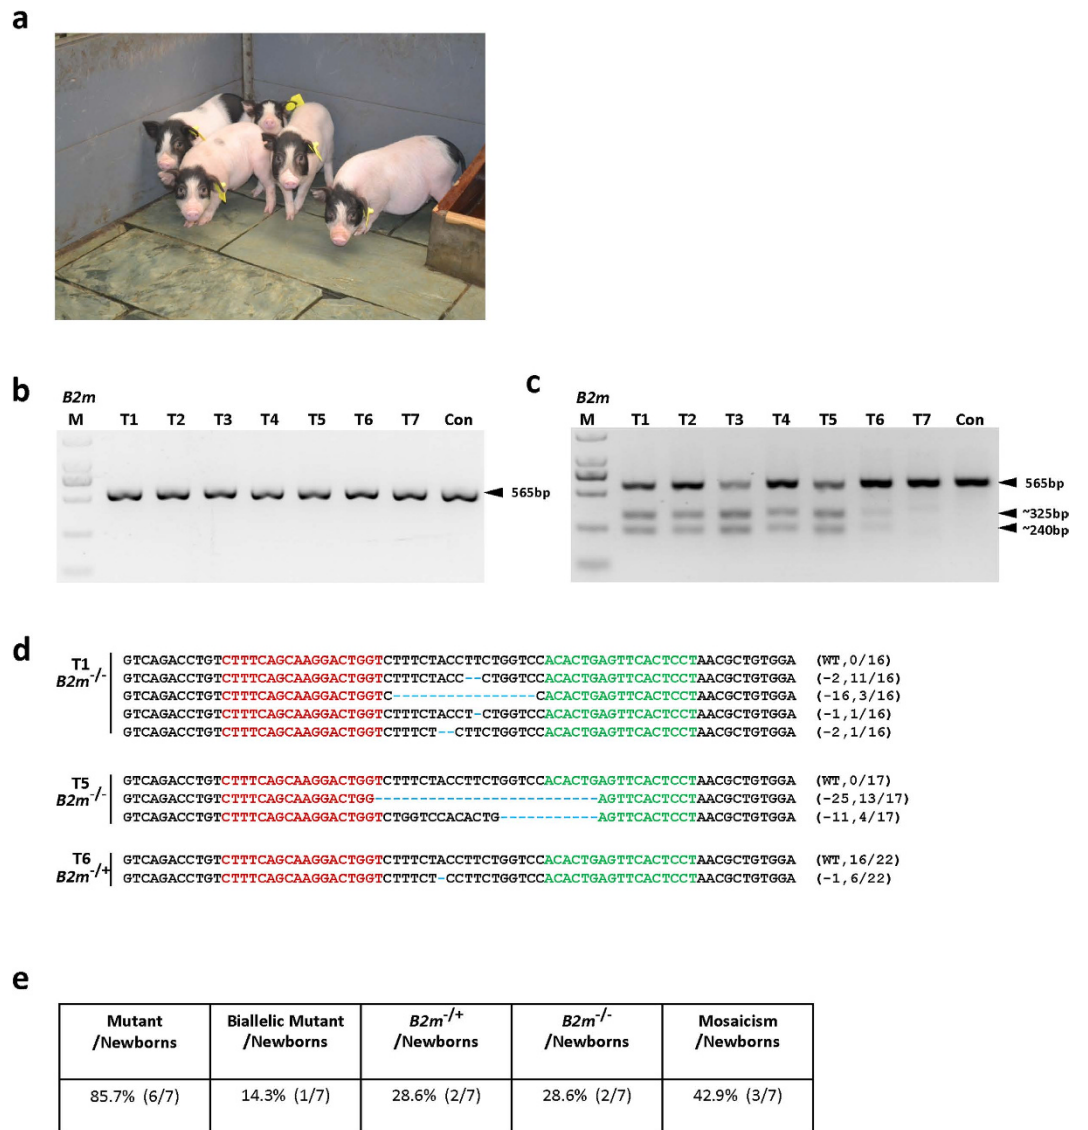 a
b
B2m
M T1 T2 T3 T4 T5 T6 T7 Con
565bp
c
B2m
M T1 T2 T3 T4 T5 T6 T7 Con
565bp
~325bp
~240bp
d
T1
B2m-/-
GTCAGACCTGTCTTTCAGCAAGGACTGGTCTTTCTACCTTCTGGTCCACACTGAGTTCACTCCTAACGCTGTGGA (WT,0/16)
GTCAGACCTGTCTTTCAGCAAGGACTGGTCTTTCTACC--CTGGTCCACACTGAGTTCACTCCTAACGCTGTGGA (-2,11/16)
GTCAGACCTGTCTTTCAGCAAGGACTGGTC----------------CACACTGAGTTCACTCCTAACGCTGTGGA (-16,3/16)
GTCAGACCTGTCTTTCAGCAAGGACTGGTCTTTCTACCT-CTGGTCCACACTGAGTTCACTCCTAACGCTGTGGA (-1,1/16)
GTCAGACCTGTCTTTCAGCAAGGACTGGTCTTTCT--CTTCTGGTCCACACTGAGTTCACTCCTAACGCTGTGGA (-2,1/16)
T5
B2m-/-
GTCAGACCTGTCTTTCAGCAAGGACTGGTCTTTCTACCTTCTGGTCCACACTGAGTTCACTCCTAACGCTGTGGA (WT,0/17)
GTCAGACCTGTCTTTCAGCAAGGACTGG-------------------------AGTTCACTCCTAACGCTGTGGA (-25,13/17)
GTCAGACCTGTCTTTCAGCAAGGACTGGTCTGGTCCACACTG-----------AGTTCACTCCTAACGCTGTGGA (-11,4/17)
T6
B2m-/+
GTCAGACCTGTCTTTCAGCAAGGACTGGTCTTTCTACCTTCTGGTCCACACTGAGTTCACTCCTAACGCTGTGGA (WT,16/22)
GTCAGACCTGTCTTTCAGCAAGGACTGGTCTTTCT-CCTTCTGGTCCACACTGAGTTCACTCCTAACGCTGTGGA (-1,6/22)
e
Mutant
/Newborns
Biallelic Mutant
/Newborns
B2m-/+
/Newborns
B2m-/-
/Newborns
Mosaicism
/Newborns
85.7% (6/7)
14.3% (1/7)
28.6% (2/7)
28.6% (2/7)
42.9% (3/7)